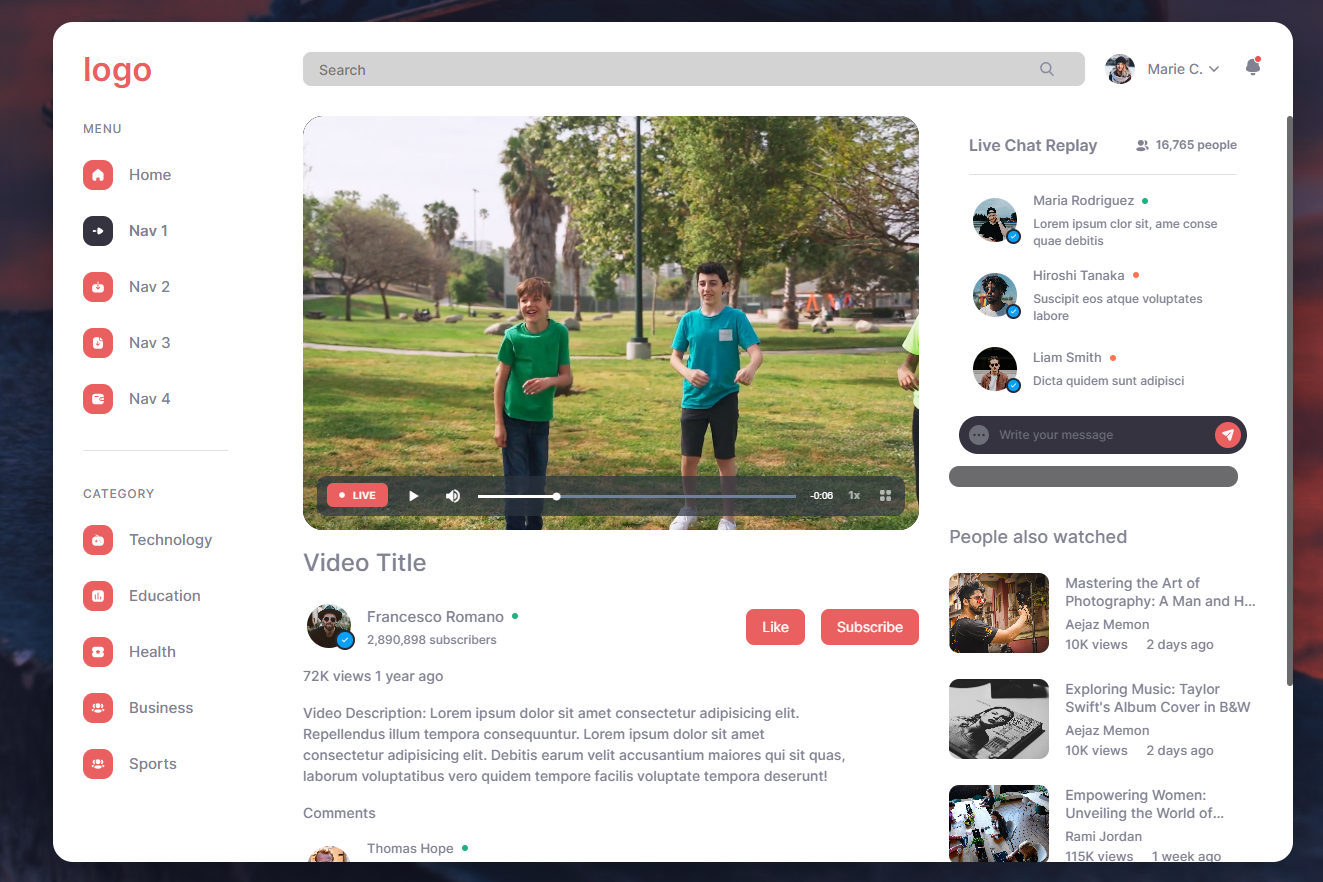 logo
Search
Marie C.
MENU
Home
Nav 1
Nav 2
Nav 3
Nav 4
CATEGORY
Technology
Education
Health
Business
Sports
LIVE
-0:06
1x
Video Title
Francesco Romano
2,890,898 subscribers
Like
Subscribe
72K views 1 year ago
Video Description: Lorem ipsum dolor sit amet consectetur adipisicing elit.
Repellendus illum tempora consequuntur. Lorem ipsum dolor sit amet
consectetur adipisicing elit. Debitis earum velit accusantium maiores qui sit quas,
laborum voluptatibus vero quidem tempore facilis voluptate tempora deserunt!
Comments
Thomas Hope
Live Chat Replay
16,765 people
Maria Rodriguez
Lorem ipsum clor sit, ame conse
quae debitis
Hiroshi Tanaka
Suscipit eos atque voluptates
labore
Liam Smith
Dicta quidem sunt adipisci
Write your message
People also watched
Mastering the Art of
Photography: A Man and H...
Aejaz Memon
10K views 2 days ago
Exploring Music: Taylor
Swift's Album Cover in B&W
Aejaz Memon
10K views 2 days ago
Empowering Women:
Unveiling the World of...
Rami Jordan
115K views 1 week ago